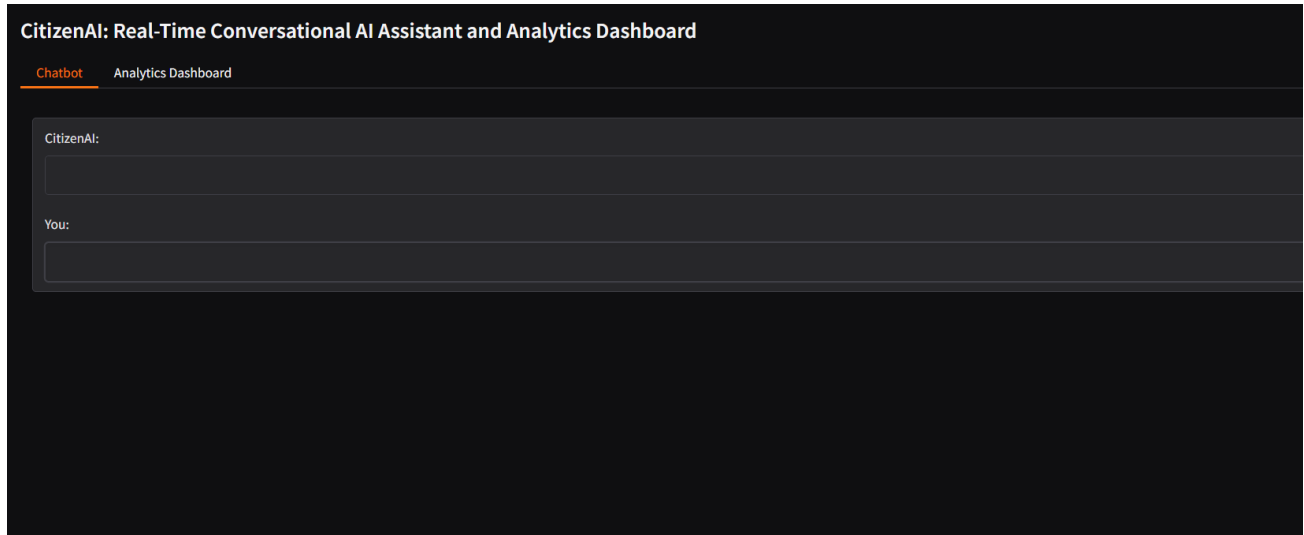 CitizenAI: Real-Time Conversational AI Assistant and Analytics Dashboard
Chatbot Analytics Dashboard
CitizenAI:
You: